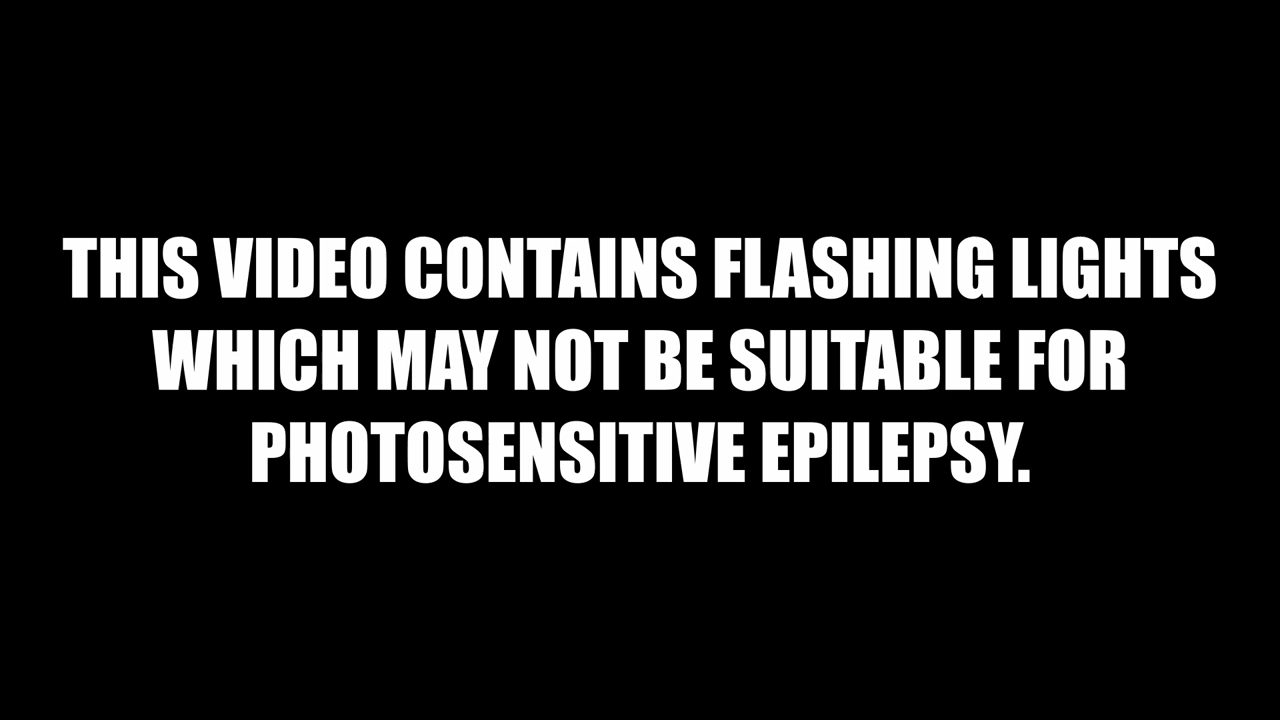 THIS VIDEO CONTAINS FLASHING LIGHTS
WHICH MAY NOT BE SUITABLE FOR
PHOTOSENSITIVE EPILEPSY.